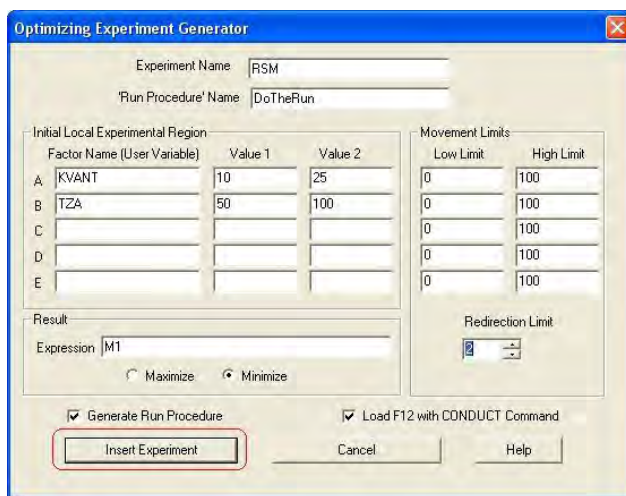 Optimizing Experiment Generator
Experiment Name RSM
'Run Procedure' Name DoTheRun
Initial Local Experimental Region
Factor Name (User Variable) Value 1 Value 2
A KVANT 10 25
B TZA 50 100
C
D
E
Movement Limits
Low Limit High Limit
0 100
0 100
0 100
0 100
0 100
Result
Expression M1
Maximize Minimize
Redirection Limit
2
Generate Run Procedure Load F12 with CONDUCT Command
Insert Experiment Cancel Help